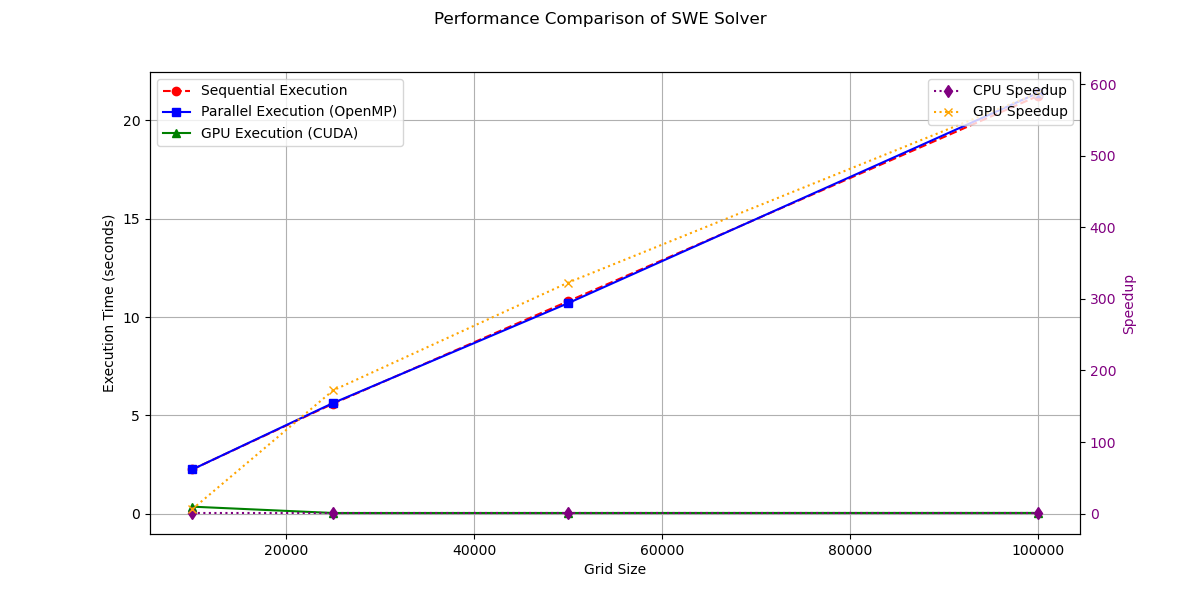 Performance Comparison of SWE Solver
Sequential Execution
Parallel Execution (OpenMP)
GPU Execution (CUDA)
CPU Speedup
GPU Speedup
Execution Time (seconds)
20
15
10
5
0
600
500
400
300
200
100
0
Speedup
20000 40000 60000 80000 100000
Grid Size